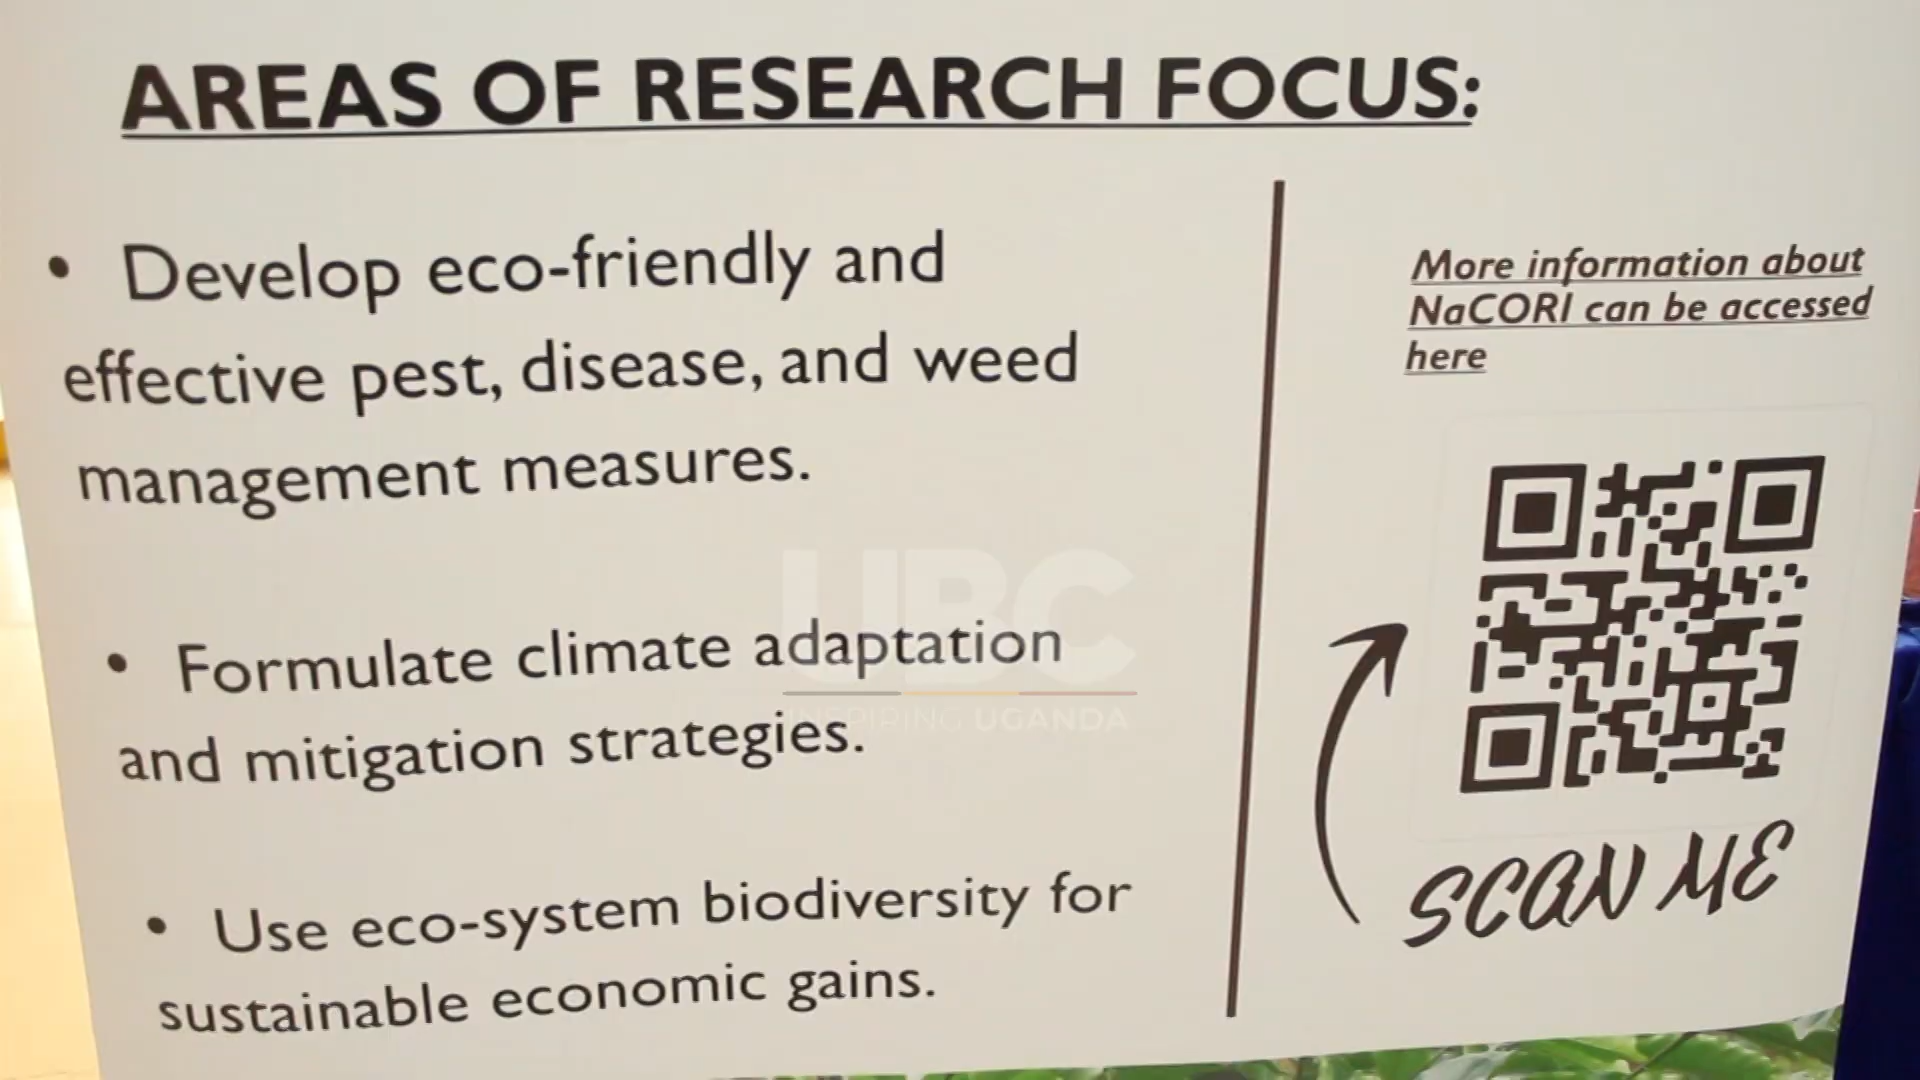 AREAS OF RESEARCH FOCUS:
• Develop eco-friendly and
effective pest, disease, and weed
management measures.
• Formulate climate adaptation
and mitigation strategies.
• Use eco-system biodiversity for
sustainable economic gains.
More information about
NaCORI can be accessed
here
SCAN ME
UBC
INSPIRING UGANDA